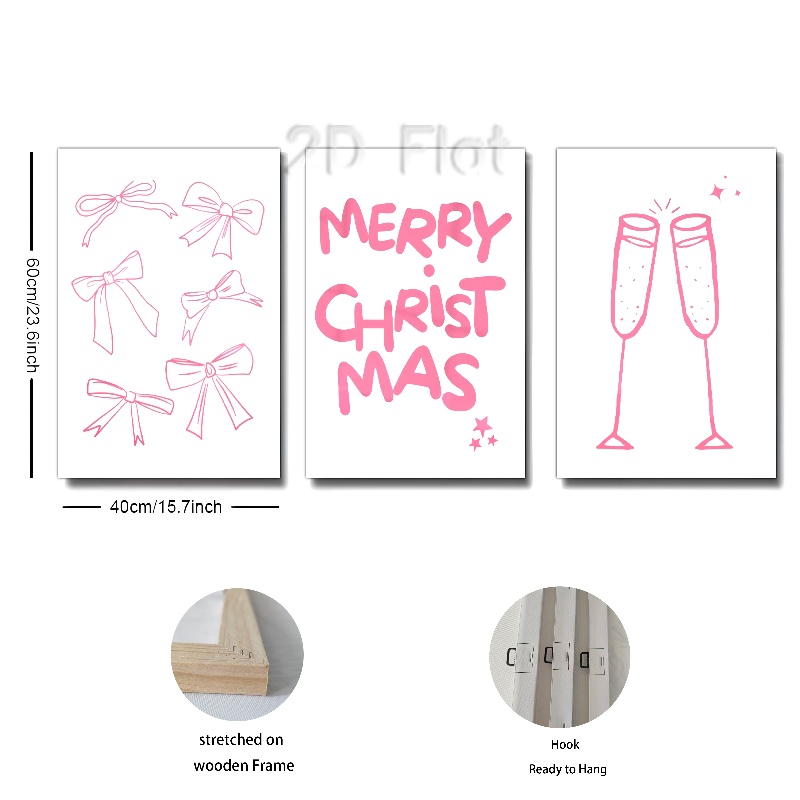 2D Flat
60cm/23.6inch
MERRY
CHRIST
MAS
40cm/15.7inch
stretched on
wooden Frame
Hook
Ready to Hang